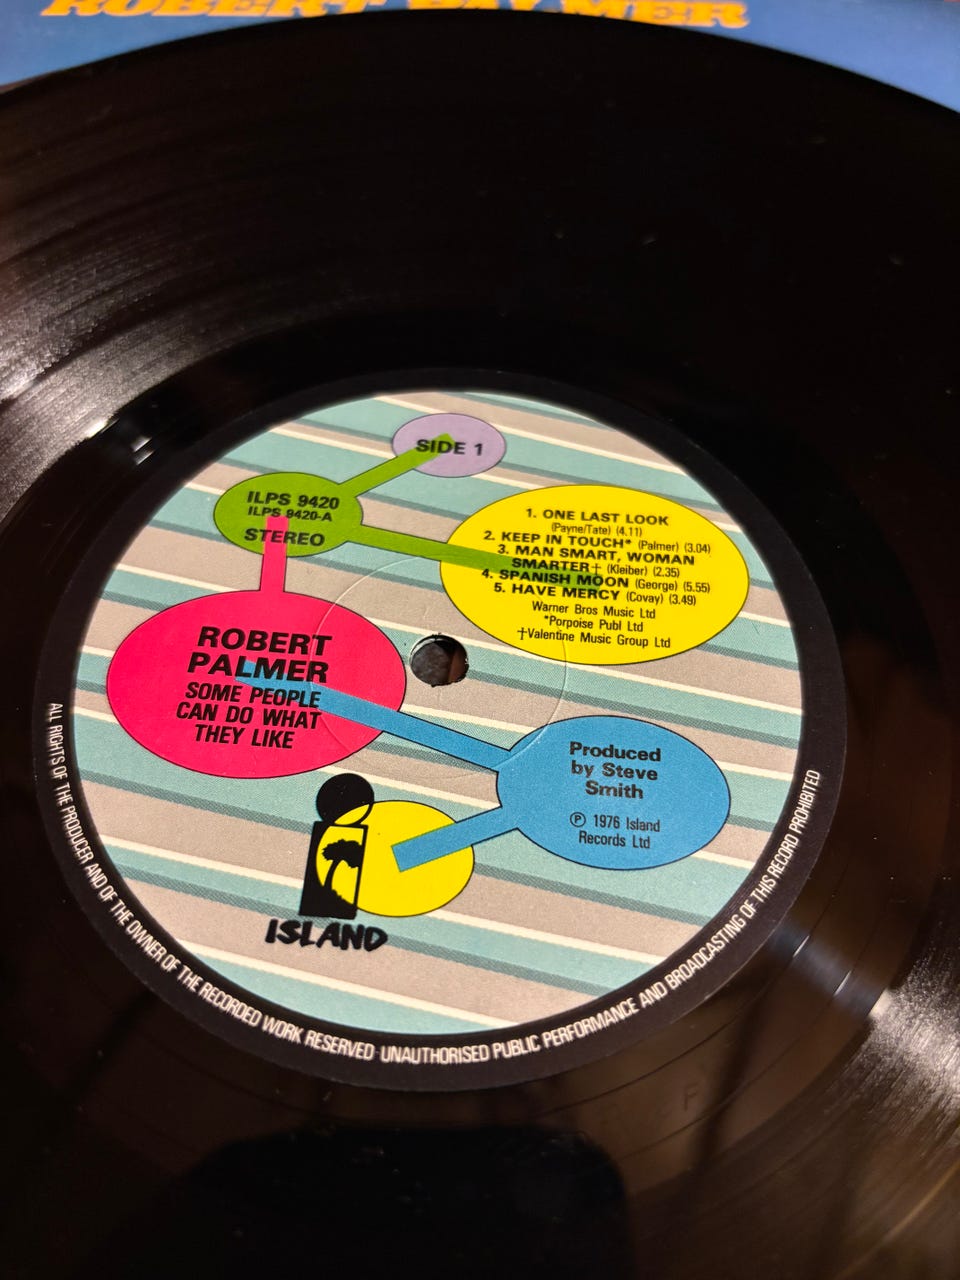 ROBERT PALMER
SIDE 1
ILPS 9420
ILPS 9420-A
STEREO
1. ONE LAST LOOK
(Payne/Tate) (4.11)
2. KEEP IN TOUCH* (Palmer) (3.04)
3. MAN SMART, WOMAN
SMARTER† (Kleiber) (2.35)
4. SPANISH MOON (George) (5.55)
5. HAVE MERCY (Covay) (3.49)
Warner Bros Music Ltd
*Porpoise Publ Ltd
†Valentine Music Group Ltd
ROBERT
PALMER
SOME PEOPLE
CAN DO WHAT
THEY LIKE
Produced
by Steve
Smith
℗ 1976 Island
Records Ltd
ISLAND
ALL RIGHTS OF THE PRODUCER AND OF THE OWNER OF THE RECORDED WORK RESERVED UNAUTHORISED PUBLIC PERFORMANCE AND BROADCASTING OF THIS RECORD PROHIBITED